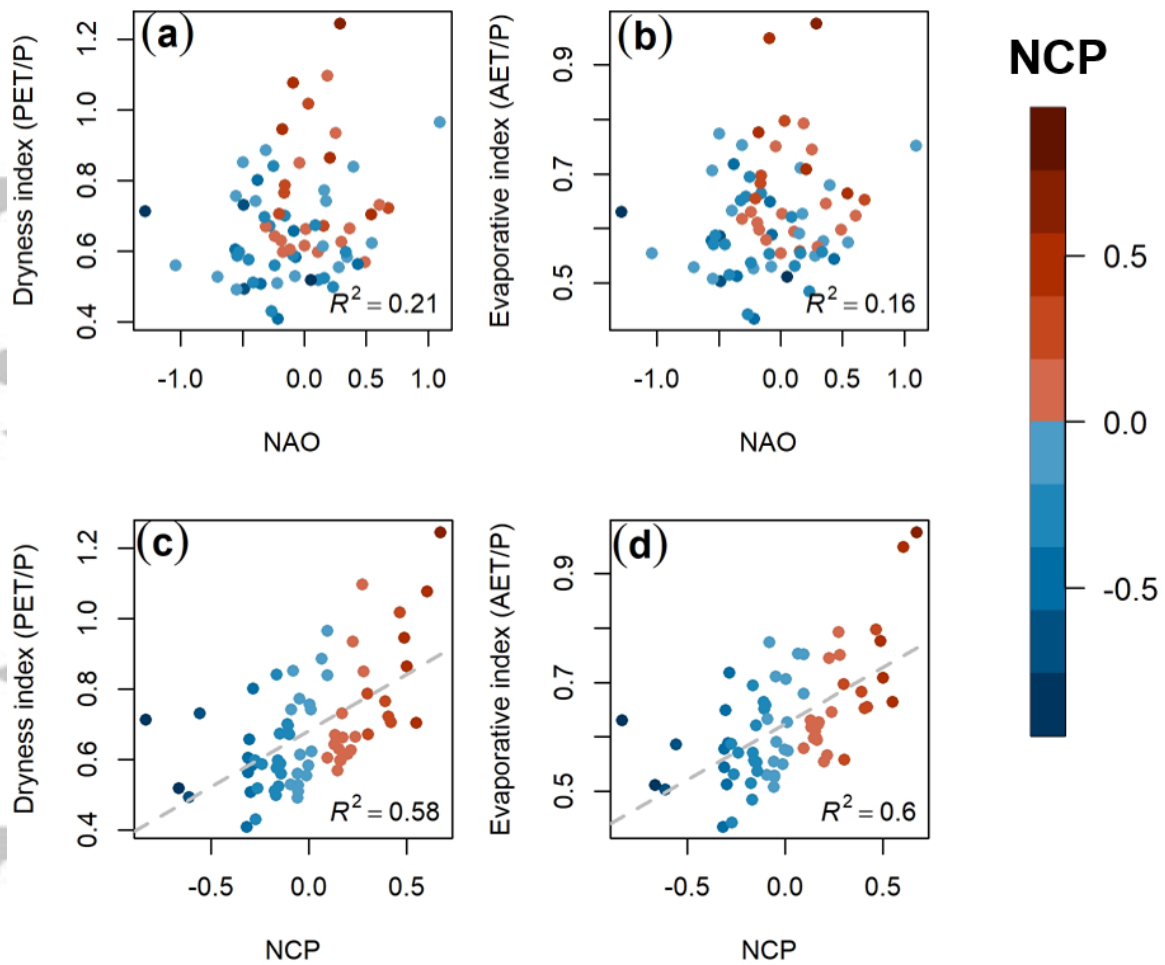 (a)
Dryness index (PET/P)
1.2
1.0
0.8
0.6
0.4
R² = 0.21
-1.0 0.0 0.5 1.0
NAO
(b)
Evaporative index (AET/P)
0.9
0.7
0.5
R² = 0.16
-1.0 0.0 0.5 1.0
NAO
NCP
0.5
0.0
-0.5
(c)
Dryness index (PET/P)
1.2
1.0
0.8
0.6
0.4
R² = 0.58
-0.5 0.0 0.5
NCP
(d)
Evaporative index (AET/P)
0.9
0.7
0.5
R² = 0.6
-0.5 0.0 0.5
NCP